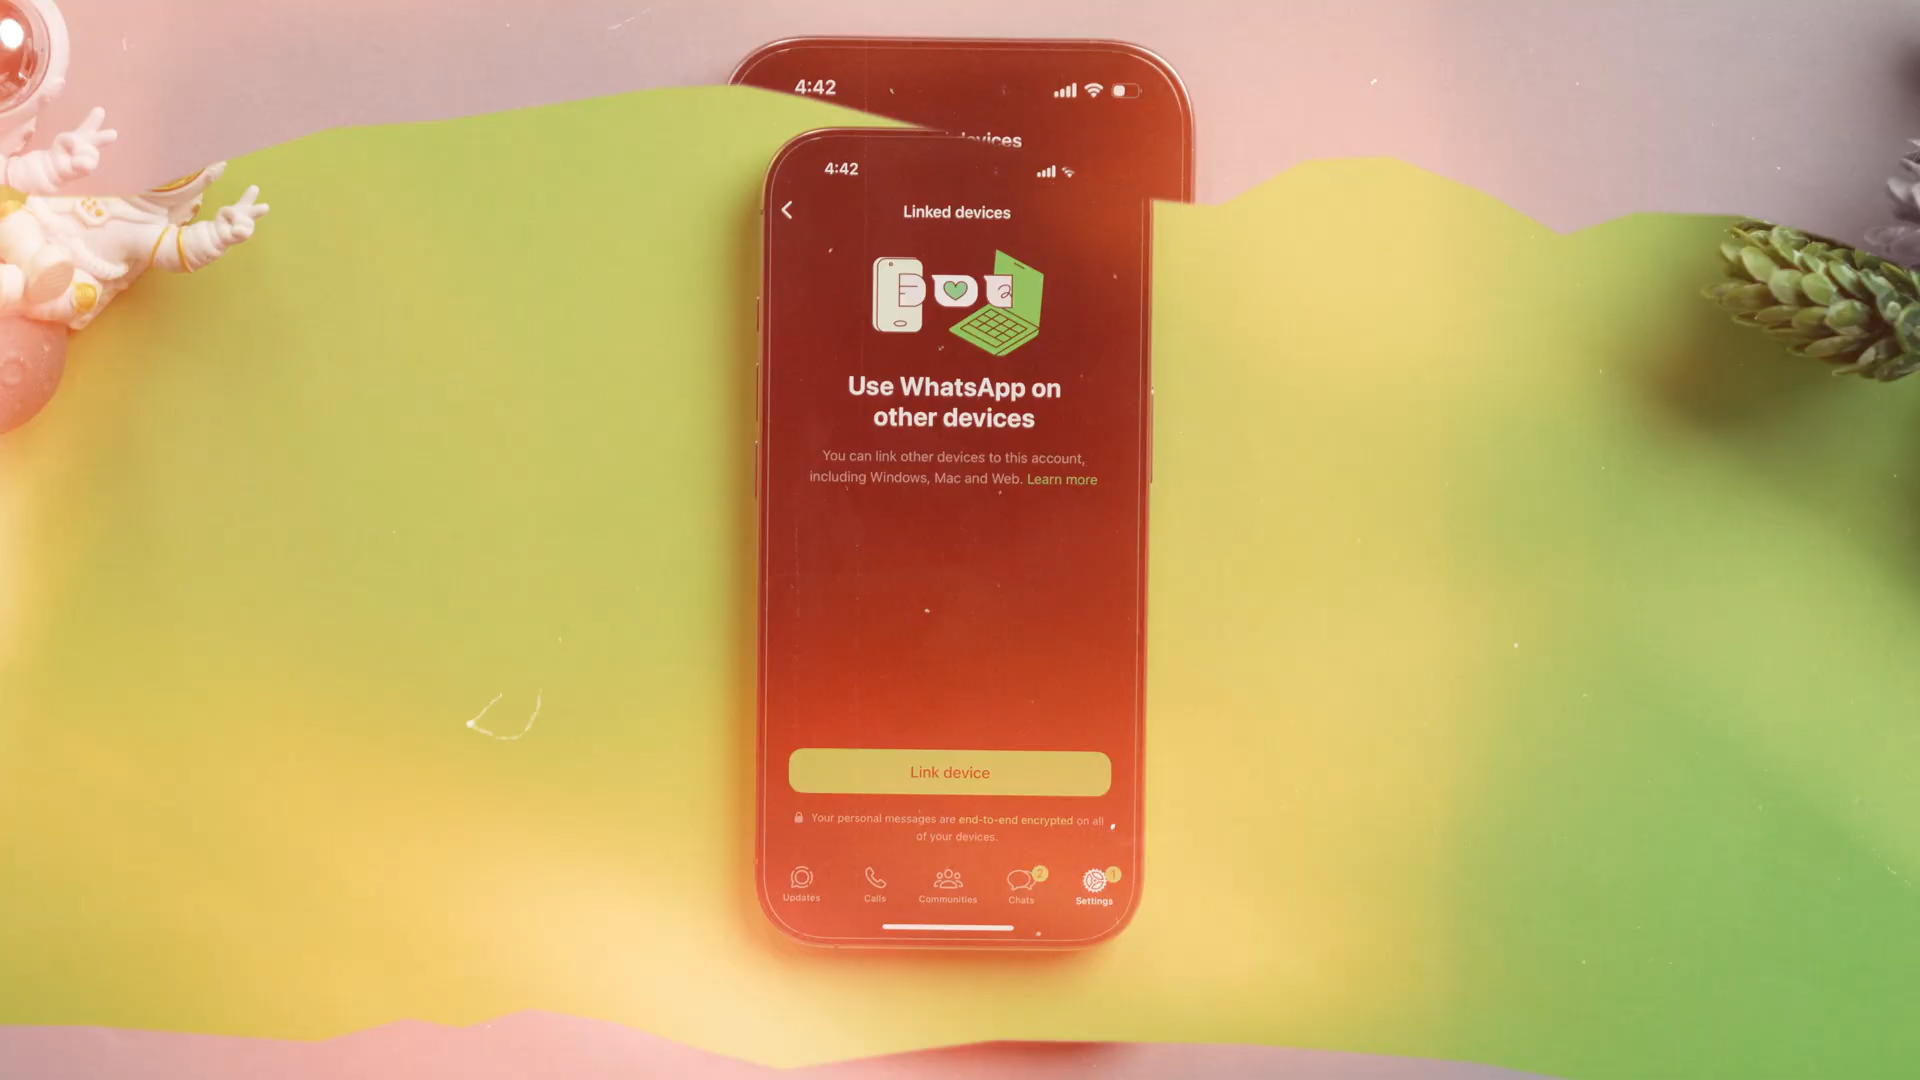 4:42
4:42
Linked devices
Use WhatsApp on
other devices
You can link other devices to this account,
including Windows, Mac and Web. Learn more
Link device
Your personal messages are end-to-end encrypted on all
of your devices.
Updates
Calls
Communities
Chats
2
Settings
1